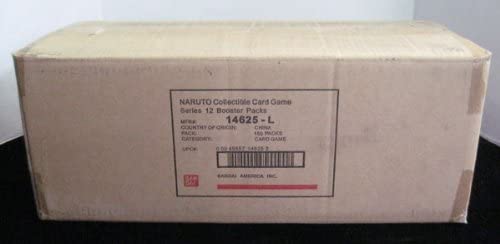 NARUTO Collectible Card Game
Series 12 Booster Packs
MFR#: 14625 - L
COUNTRY OF ORIGIN: CHINA
PACK: PACKS
CATEGORY: CARD GAME
UPC#:
BANDAI AMERICA INC.